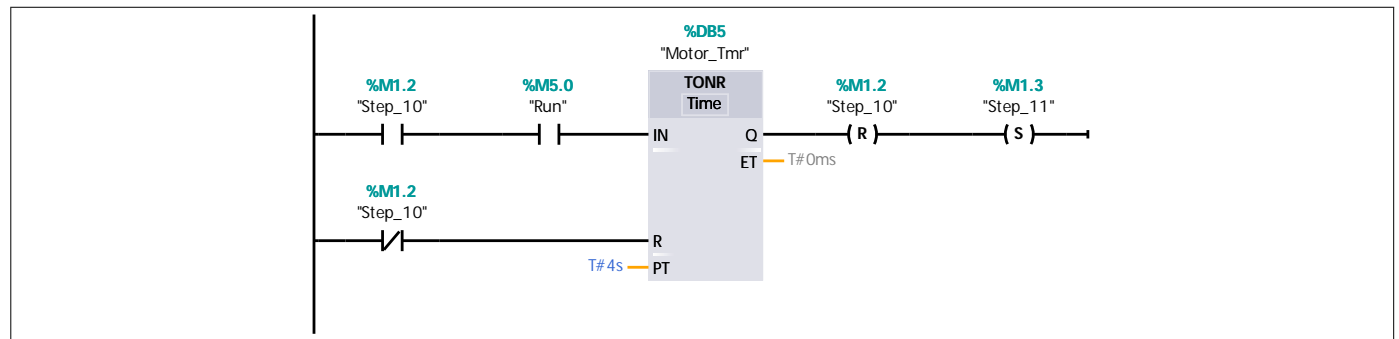 %DB5
"Motor_Tmr"
%M1.2
"Step_10"
%M5.0
"Run"
TONR
Time
%M1.2
"Step_10"
%M1.3
"Step_11"
IN
Q
( R )
( S )
ET
T#0ms
%M1.2
"Step_10"
R
T#4s
PT